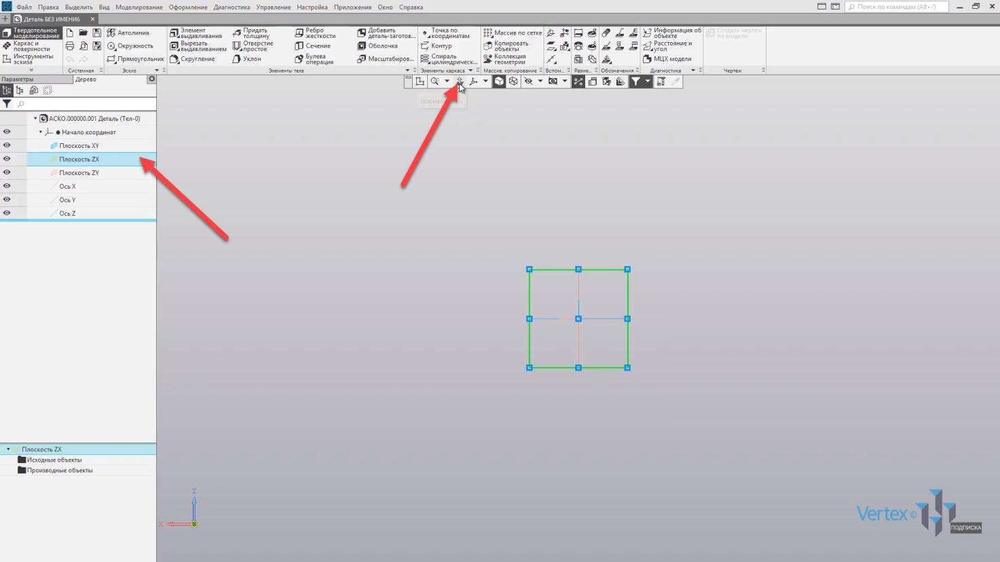 Файл Правка Выделить Вид Моделирование Оформление Диагностика Управление Настройка Приложения Окно Справка Поиск по командам (Alt+/)
Деталь БЕЗ ИМЕНИ6
Твердотельное моделирование
Каркас и поверхности
Инструменты эскиза
Системная
Автолиния
Окружность
Прямоугольник
Эскиз
Элемент выдавливания
Вырезать выдавливанием
Скругление
Придать толщину
Отверстие простое
Уклон
Ребро жесткости
Сечение
Булева операция
Добавить деталь-заготов...
Оболочка
Масштабиров...
Элементы тела
Точка по координатам
Контур
Спираль цилиндрическ...
Элементы каркаса
Массив по сетке
Копировать объекты
Коллекция геометрии
Массив, копирование
Вспом...
Разме...
Обозначения
Информация об объекте
Расстояние и угол
МЦХ модели
Диагностика
Создать чертеж по модели
Чертеж
Параметры
Дерево
АСКО.000000.001 Деталь (Тел-0)
Начало координат
Плоскость XY
Плоскость ZX
Плоскость ZY
Ось X
Ось Y
Ось Z
Плоскость ZX
Исходные объекты
Производные объекты
Z
X
Vertex ©
ПОДПИСКА